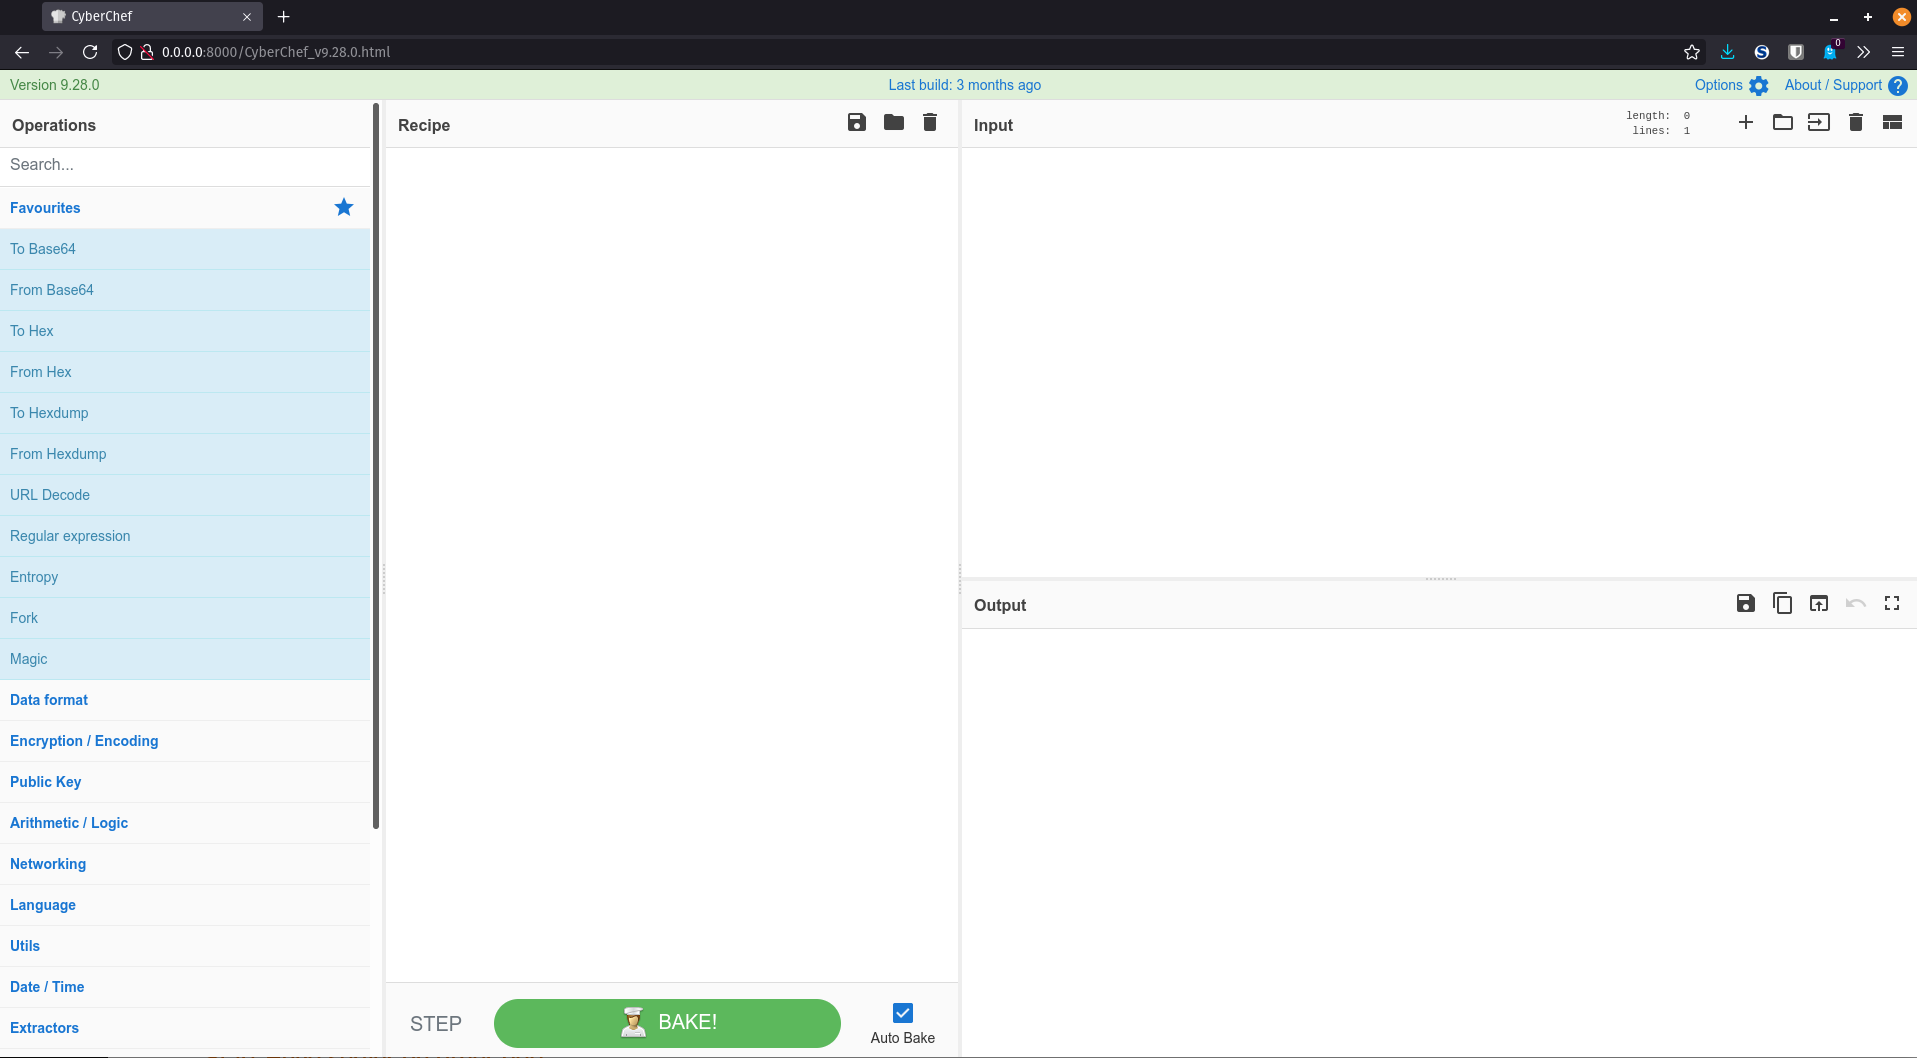 CyberChef
0.0.0.0:8000/CyberChef_v9.28.0.html
0
Version 9.28.0
Last build: 3 months ago
Options
About / Support
Operations
Search...
Favourites
To Base64
From Base64
To Hex
From Hex
To Hexdump
From Hexdump
URL Decode
Regular expression
Entropy
Fork
Magic
Data format
Encryption / Encoding
Public Key
Arithmetic / Logic
Networking
Language
Utils
Date / Time
Extractors
Recipe
STEP
BAKE!
Auto Bake
Input
length: 0
lines: 1
Output